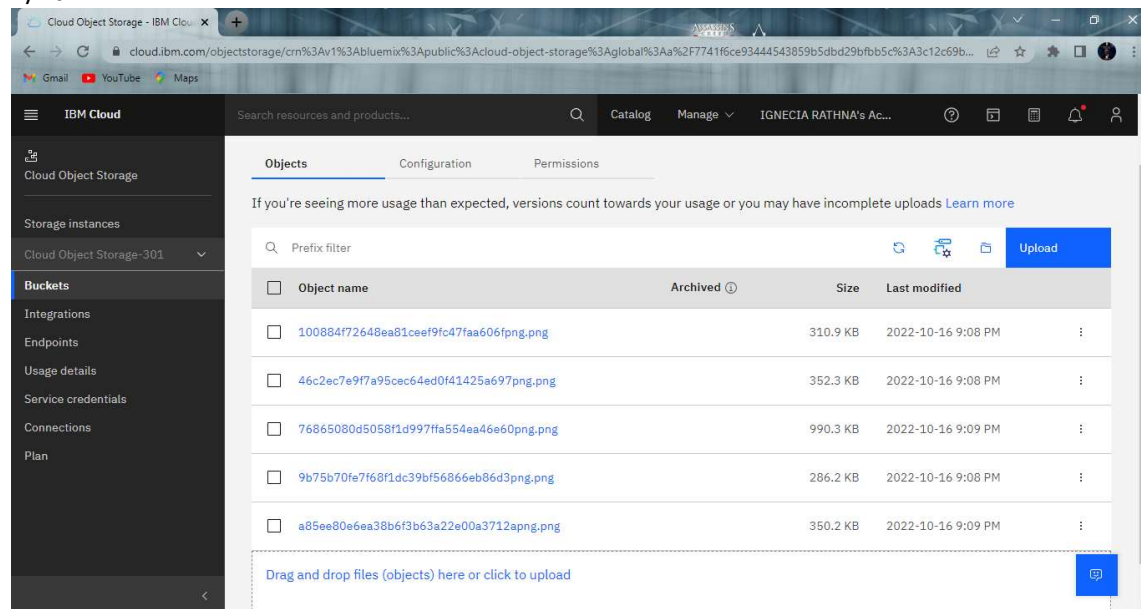 Cloud Object Storage - IBM Clou
ASSASSINS
cloud.ibm.com/objectstorage/crn%3Av1%3Abluemix%3Apublic%3Acloud-object-storage%3Aglobal%3Aa%2F7741f6ce93444543859b5dbd29bfbb5c%3A3c12c69b...
Gmail YouTube Maps
IBM Cloud Search resources and products... Catalog Manage IGNECIA RATHNA's Ac...
Cloud Object Storage
Storage instances
Cloud Object Storage-301
Buckets
Integrations
Endpoints
Usage details
Service credentials
Connections
Plan
Objects Configuration Permissions
If you're seeing more usage than expected, versions count towards your usage or you may have incomplete uploads Learn more
Prefix filter Upload
Object name Archived Size Last modified
100884f72648ea81ceef9fc47faa606fpng.png 310.9 KB 2022-10-16 9:08 PM
46c2ec7e9f7a95cec64ed0f41425a697png.png 352.3 KB 2022-10-16 9:08 PM
76865080d5058f1d997ffa554ea46e60png.png 990.3 KB 2022-10-16 9:09 PM
9b75b70fe7f68f1dc39bf56866eb86d3png.png 286.2 KB 2022-10-16 9:08 PM
a85ee80e6ea38b6f3b63a22e00a3712apng.png 350.2 KB 2022-10-16 9:09 PM
Drag and drop files (objects) here or click to upload